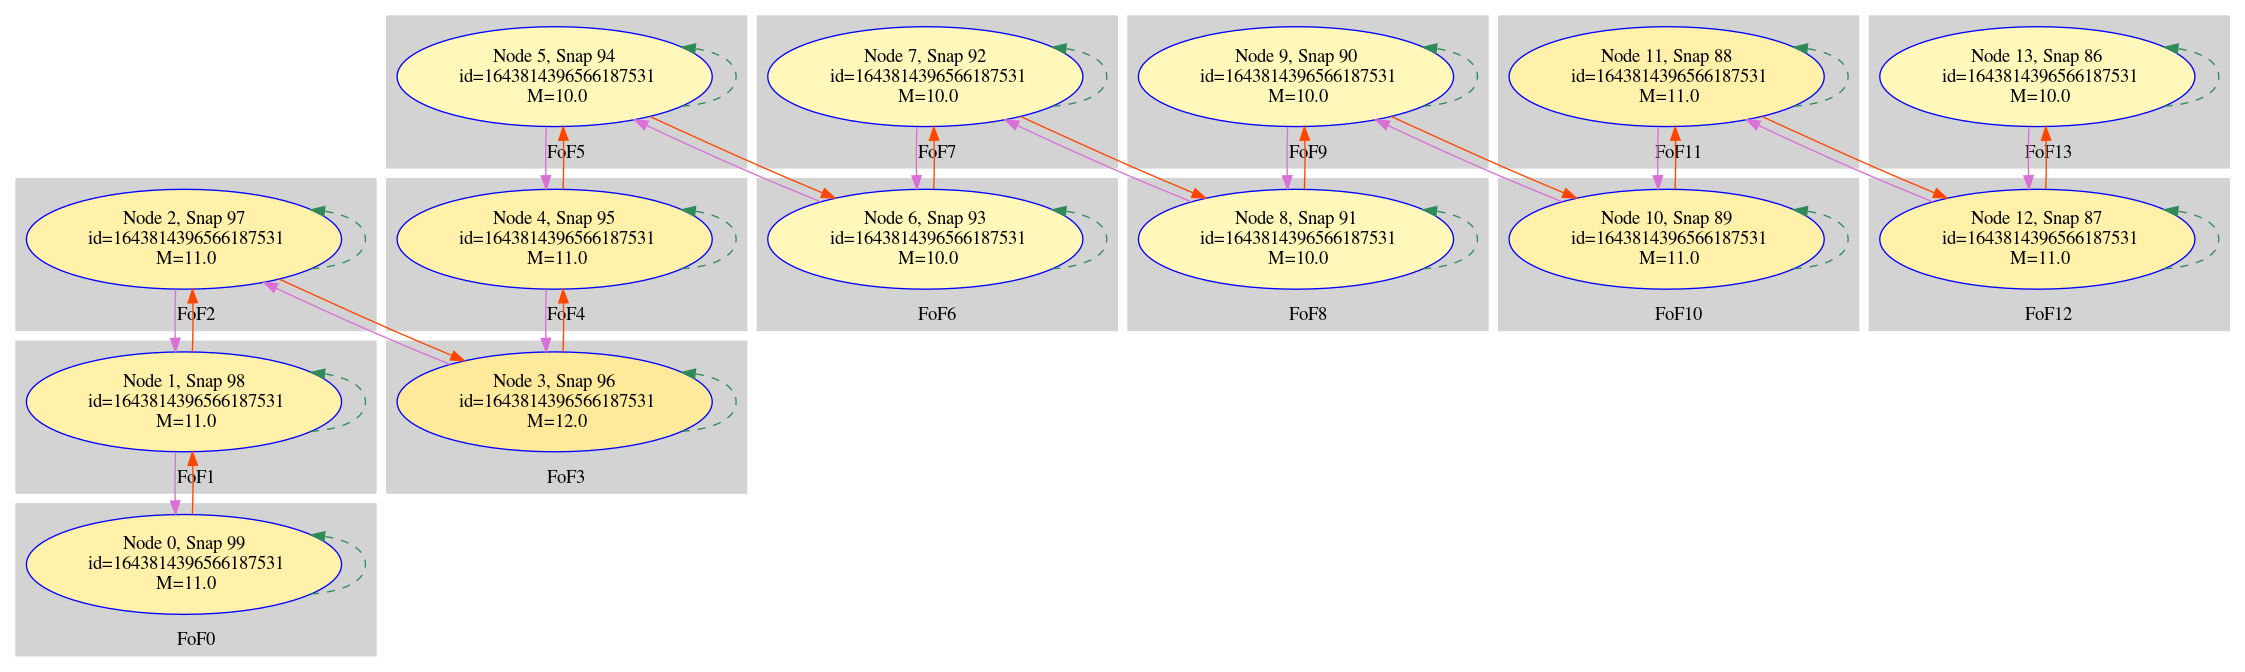 Node 5, Snap 94
id=1643814396566187531
M=10.0
FoF5
Node 7, Snap 92
id=1643814396566187531
M=10.0
FoF7
Node 9, Snap 90
id=1643814396566187531
M=10.0
FoF9
Node 11, Snap 88
id=1643814396566187531
M=11.0
FoF11
Node 13, Snap 86
id=1643814396566187531
M=10.0
FoF13
Node 2, Snap 97
id=1643814396566187531
M=11.0
FoF2
Node 4, Snap 95
id=1643814396566187531
M=11.0
FoF4
Node 6, Snap 93
id=1643814396566187531
M=10.0
FoF6
Node 8, Snap 91
id=1643814396566187531
M=10.0
FoF8
Node 10, Snap 89
id=1643814396566187531
M=11.0
FoF10
Node 12, Snap 87
id=1643814396566187531
M=11.0
FoF12
Node 1, Snap 98
id=1643814396566187531
M=11.0
FoF1
Node 3, Snap 96
id=1643814396566187531
M=12.0
FoF3
Node 0, Snap 99
id=1643814396566187531
M=11.0
FoF0